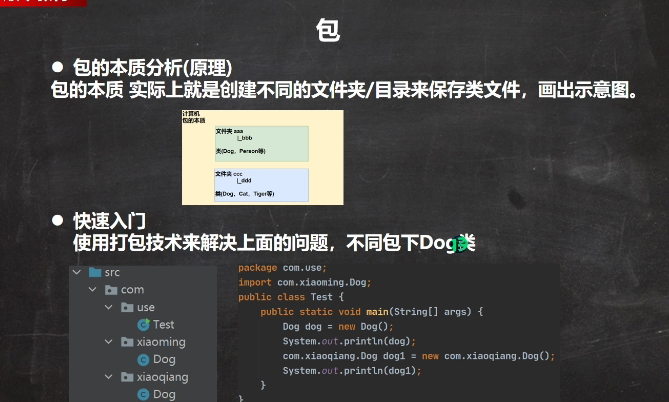 包
● 包的本质分析(原理)
包的本质 实际上就是创建不同的文件夹/目录来保存类文件，画出示意图。
计算机
包的本质
文件夹 aaa
|_bbb
类(Dog、Person等)
文件夹 ccc
|_ddd
类(Dog、Cat、Tiger等)
● 快速入门
使用打包技术来解决上面的问题，不同包下Dog类
src
com
use
Test
xiaoming
Dog
xiaoqiang
Dog
package com.use;
import com.xiaoming.Dog;
public class Test {
public static void main(String[] args) {
Dog dog = new Dog();
System.out.println(dog);
com.xiaoqiang.Dog dog1 = new com.xiaoqiang.Dog();
System.out.println(dog1);
}
}